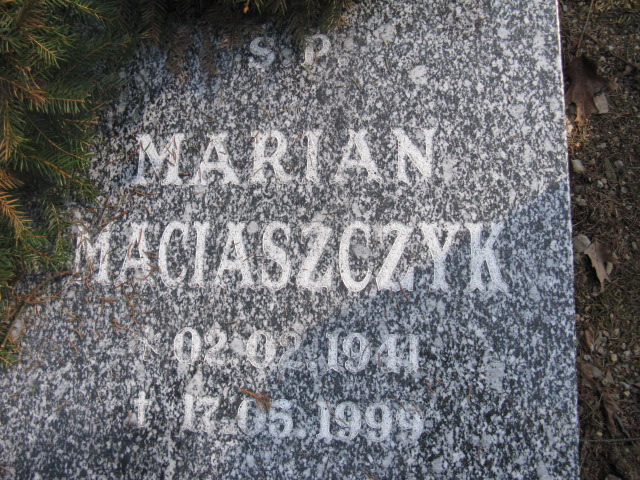 Ś. P.
MARIAN
MACIASZCZYK
* 02.02.1941
† 17.05.1999